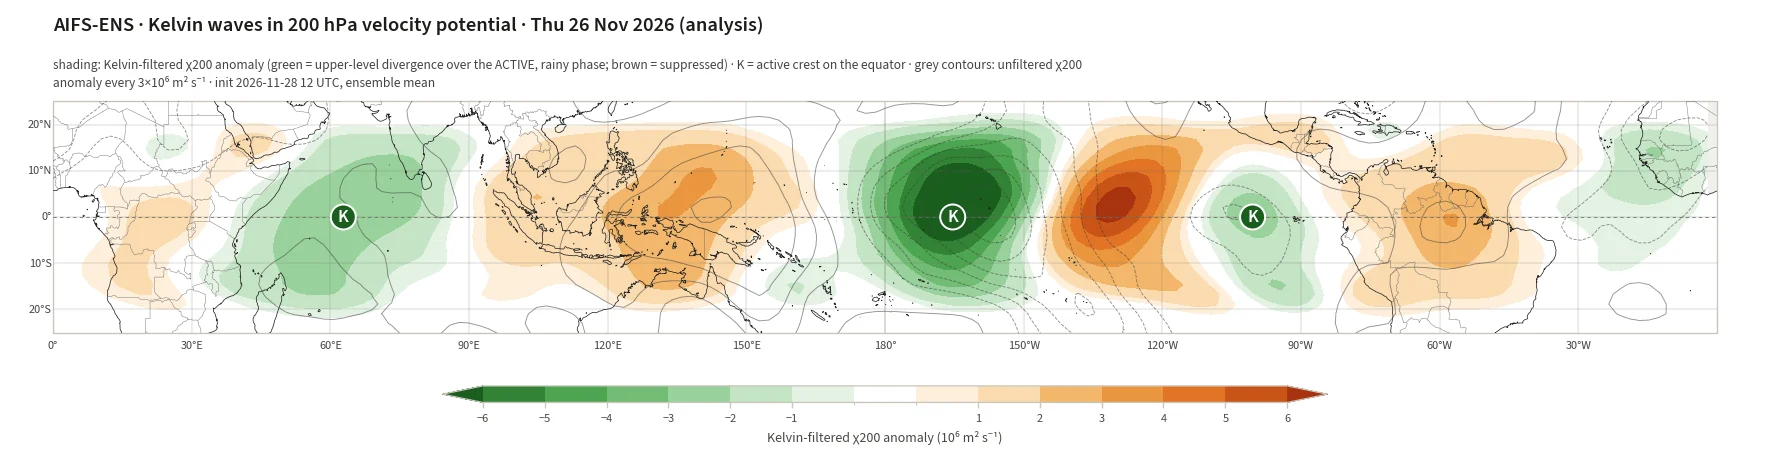 AIFS-ENS · Kelvin waves in 200 hPa velocity potential · Thu 26 Nov 2026 (analysis)
shading: Kelvin-filtered χ200 anomaly (green = upper-level divergence over the ACTIVE, rainy phase; brown = suppressed) · K = active crest on the equator · grey contours: unfiltered χ200
anomaly every 3×10⁶ m² s⁻¹ · init 2026-11-28 12 UTC, ensemble mean
20°N
10°N
0°
10°S
20°S
K K K
0° 30°E 60°E 90°E 120°E 150°E 180° 150°W 120°W 90°W 60°W 30°W
−6 −5 −4 −3 −2 −1 1 2 3 4 5 6
Kelvin-filtered χ200 anomaly (10⁶ m² s⁻¹)